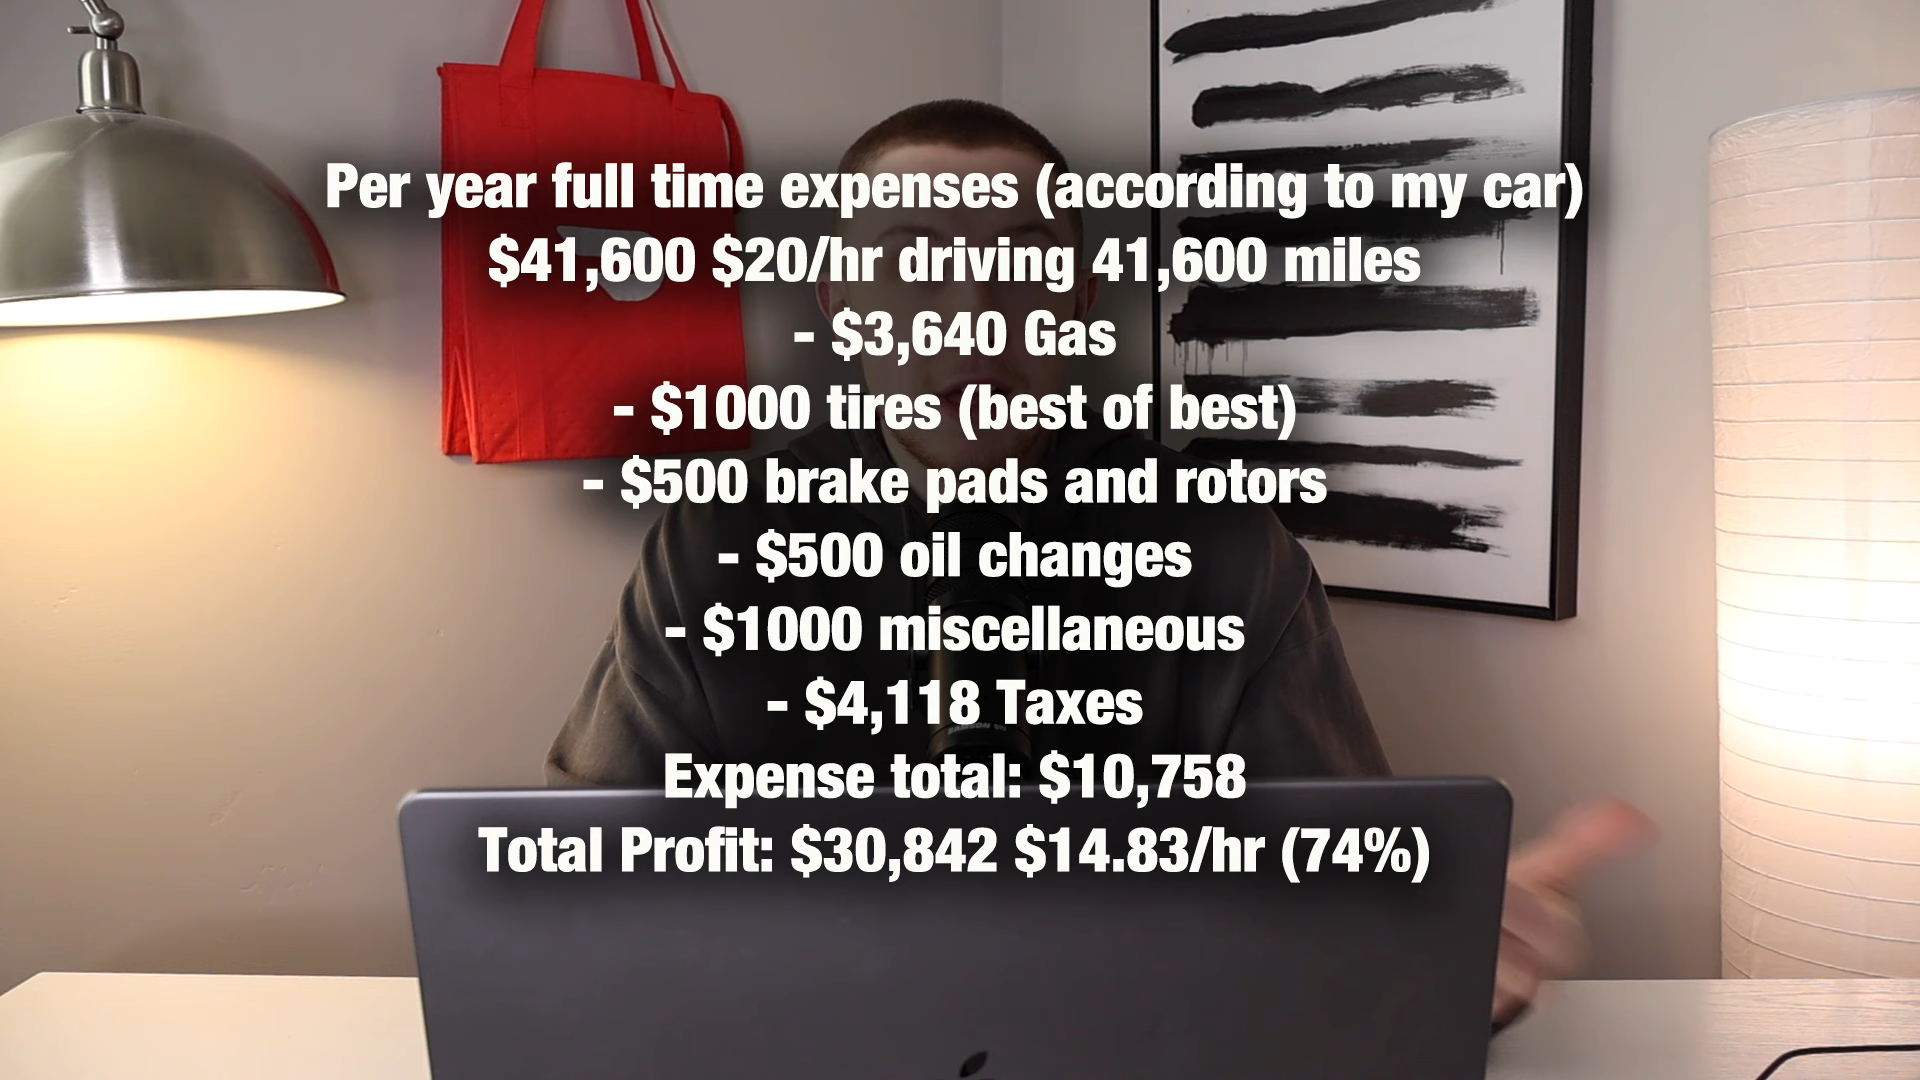 Per year full time expenses (according to my car)
$41,600 $20/hr driving 41,600 miles
- $3,640 Gas
- $1000 tires (best of best)
- $500 brake pads and rotors
- $500 oil changes
- $1000 miscellaneous
- $4,118 Taxes
SAMSON
Expense total: $10,758
Total Profit: $30,842 $14.83/hr (74%)